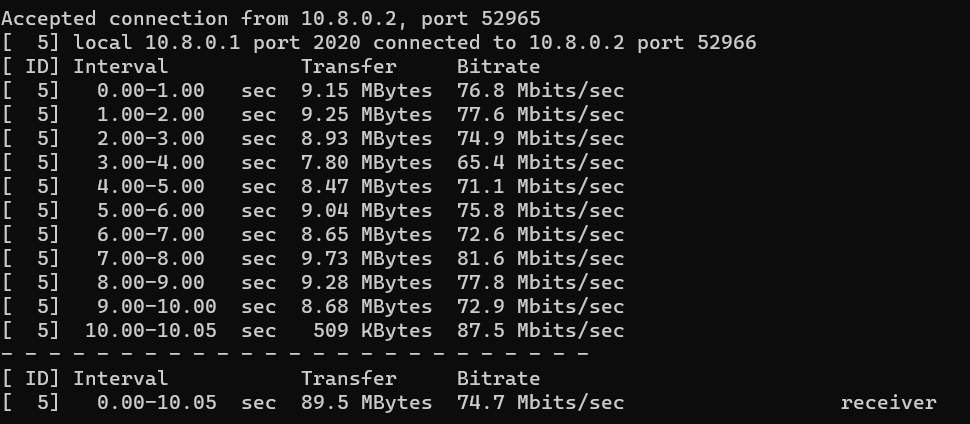 Accepted connection from 10.8.0.2, port 52965
[  5] local 10.8.0.1 port 2020 connected to 10.8.0.2 port 52966
[ ID] Interval           Transfer     Bitrate
[  5]   0.00-1.00   sec  9.15 MBytes  76.8 Mbits/sec
[  5]   1.00-2.00   sec  9.25 MBytes  77.6 Mbits/sec
[  5]   2.00-3.00   sec  8.93 MBytes  74.9 Mbits/sec
[  5]   3.00-4.00   sec  7.80 MBytes  65.4 Mbits/sec
[  5]   4.00-5.00   sec  8.47 MBytes  71.1 Mbits/sec
[  5]   5.00-6.00   sec  9.04 MBytes  75.8 Mbits/sec
[  5]   6.00-7.00   sec  8.65 MBytes  72.6 Mbits/sec
[  5]   7.00-8.00   sec  9.73 MBytes  81.6 Mbits/sec
[  5]   8.00-9.00   sec  9.28 MBytes  77.8 Mbits/sec
[  5]   9.00-10.00  sec  8.68 MBytes  72.9 Mbits/sec
[  5]  10.00-10.05  sec   509 KBytes  87.5 Mbits/sec
- - - - - - - - - - - - - - - - - - - - - - - - -
[ ID] Interval           Transfer     Bitrate
[  5]   0.00-10.05  sec  89.5 MBytes  74.7 Mbits/sec                  receiver